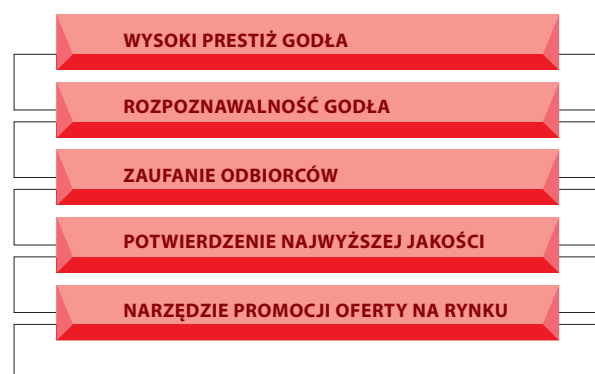 WYSOKI PRESTIŻ GODŁA
ROZPOZNAWALNOŚĆ GODŁA
ZAUFANIE ODBIORCÓW
POTWIERDZENIE NAJWYŻSZEJ JAKOŚCI
NARZĘDZIE PROMOCJI OFERTY NA RYNKU